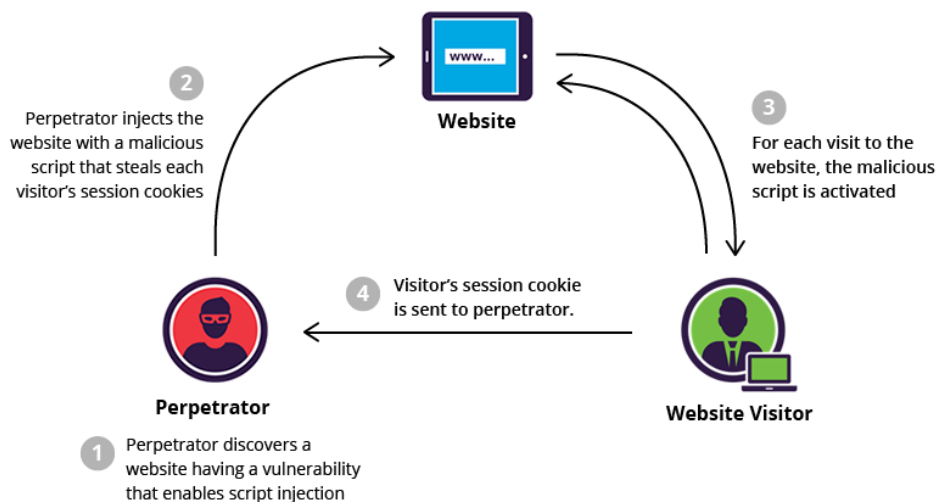 www...
Website
2
Perpetrator injects the
website with a malicious
script that steals each
visitor's session cookies
3
For each visit to the
website, the malicious
script is activated
4
Visitor's session cookie
is sent to perpetrator.
Perpetrator
Website Visitor
1
Perpetrator discovers a
website having a vulnerability
that enables script injection